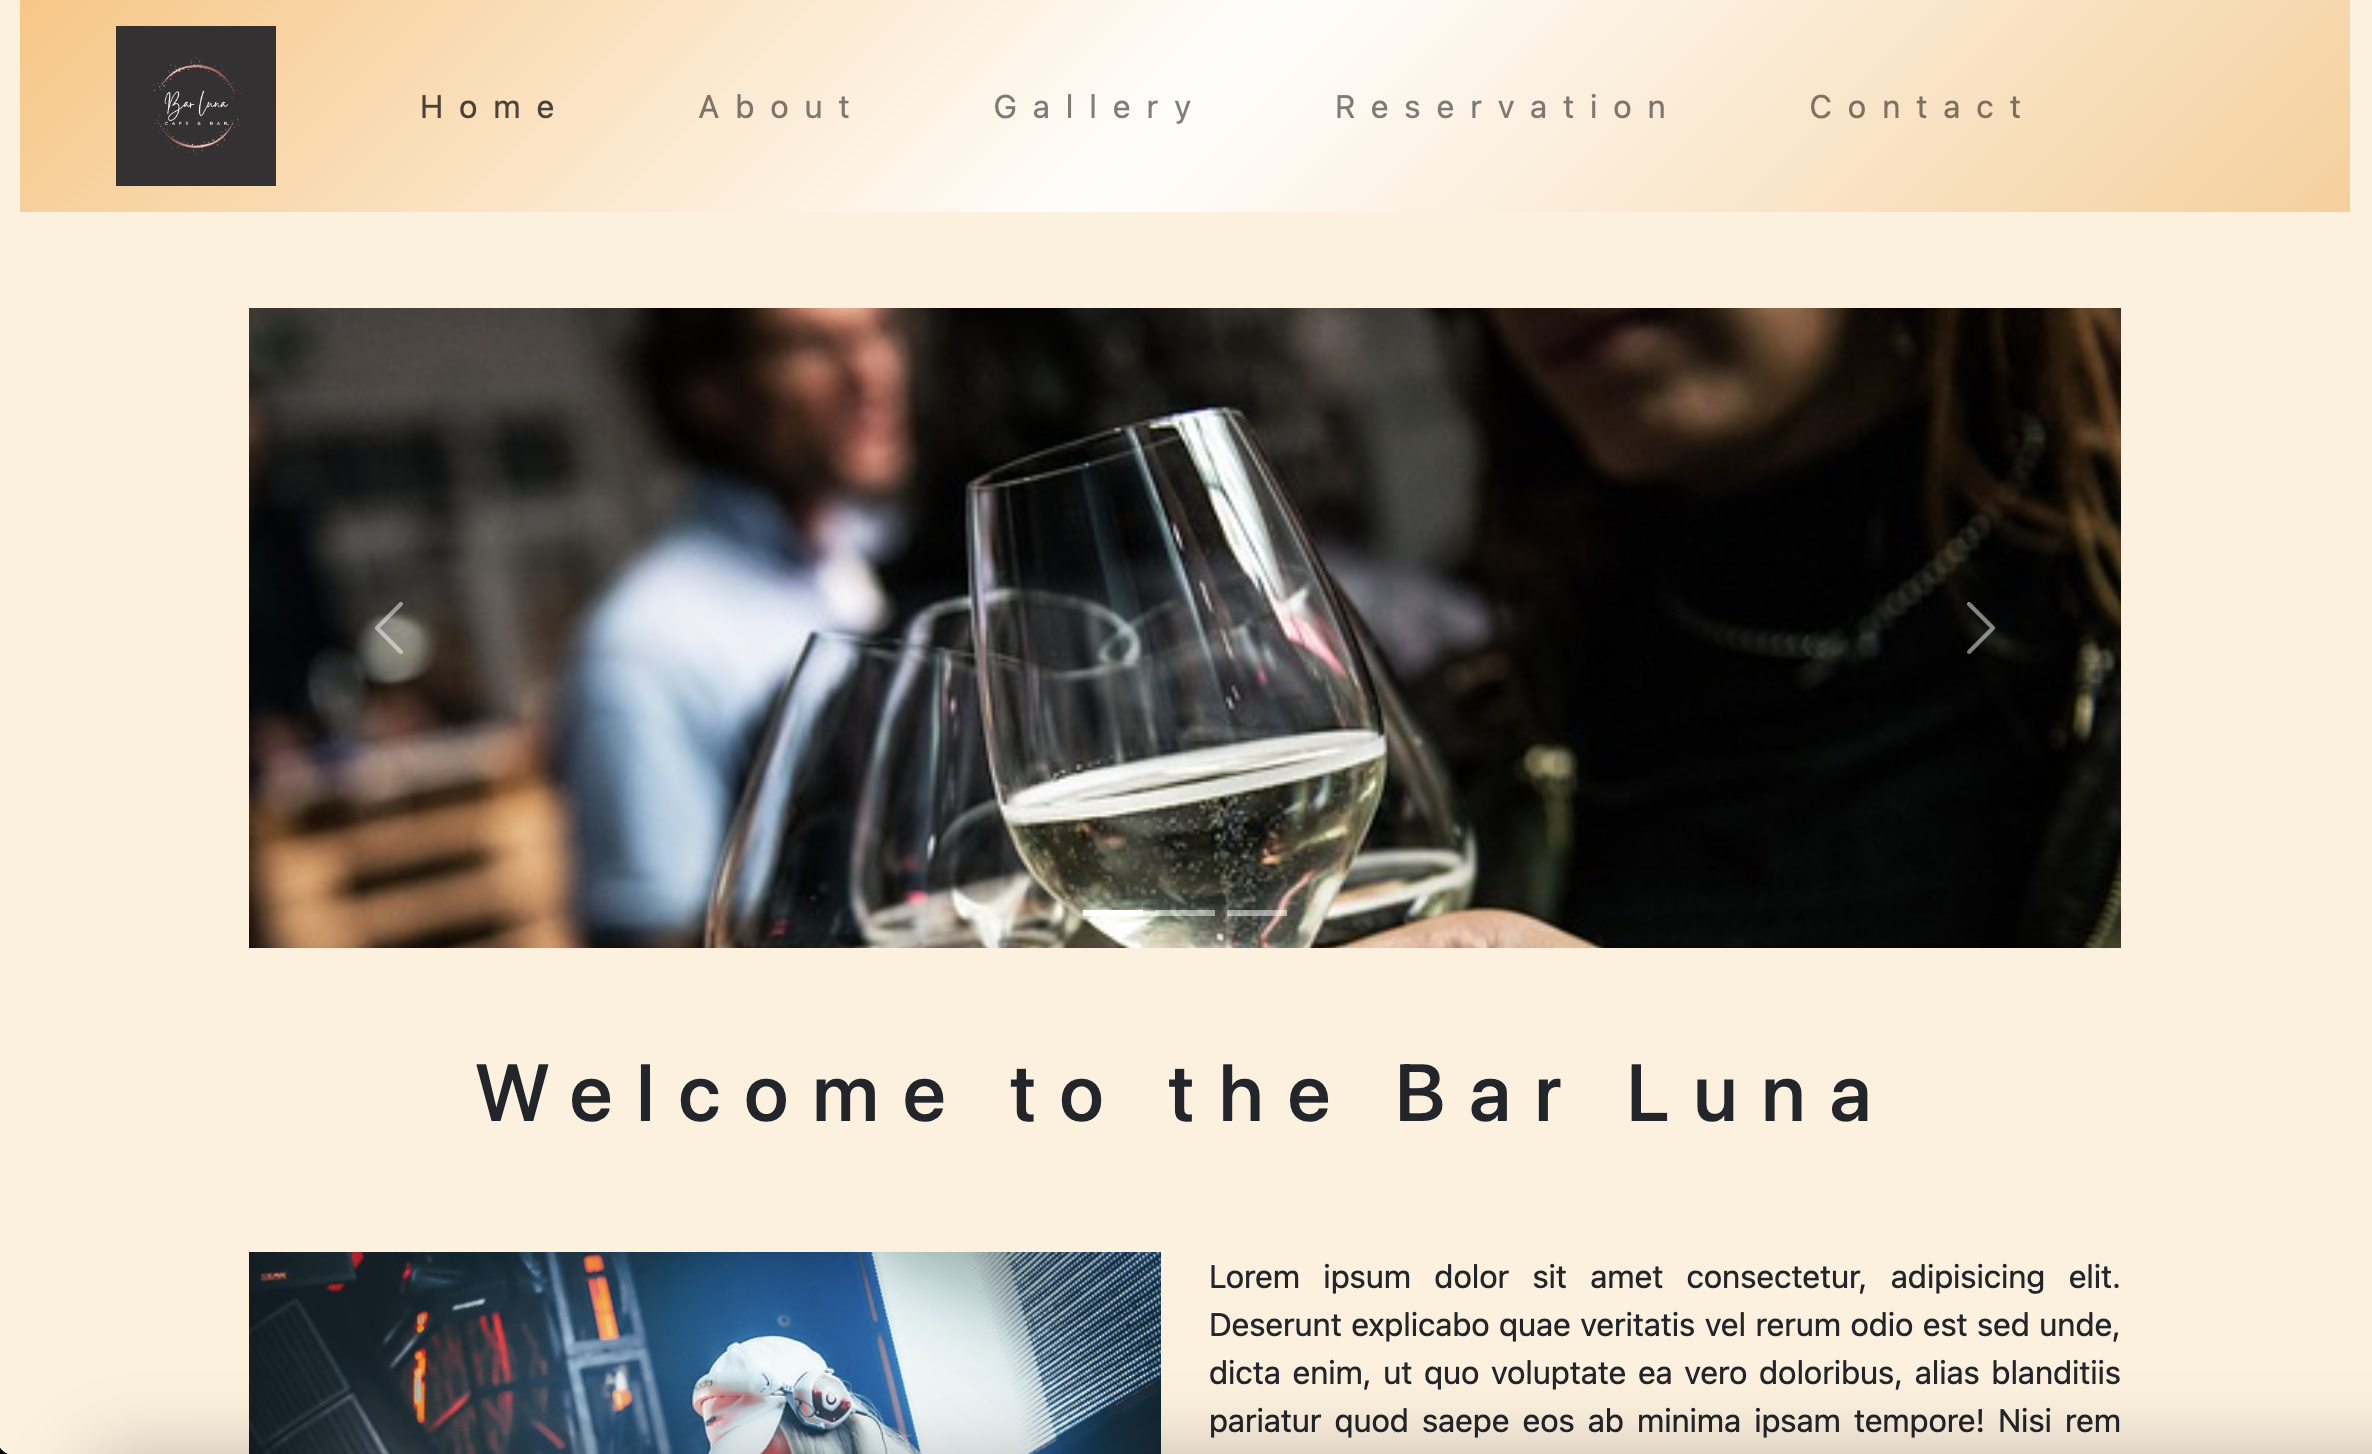 Bar Luna
CAFE & BAR
Home About Gallery Reservation Contact
Welcome to the Bar Luna
Lorem ipsum dolor sit amet consectetur, adipisicing elit.
Deserunt explicabo quae veritatis vel rerum odio est sed unde,
dicta enim, ut quo voluptate ea vero doloribus, alias blanditiis
pariatur quod saepe eos ab minima ipsam tempore! Nisi rem